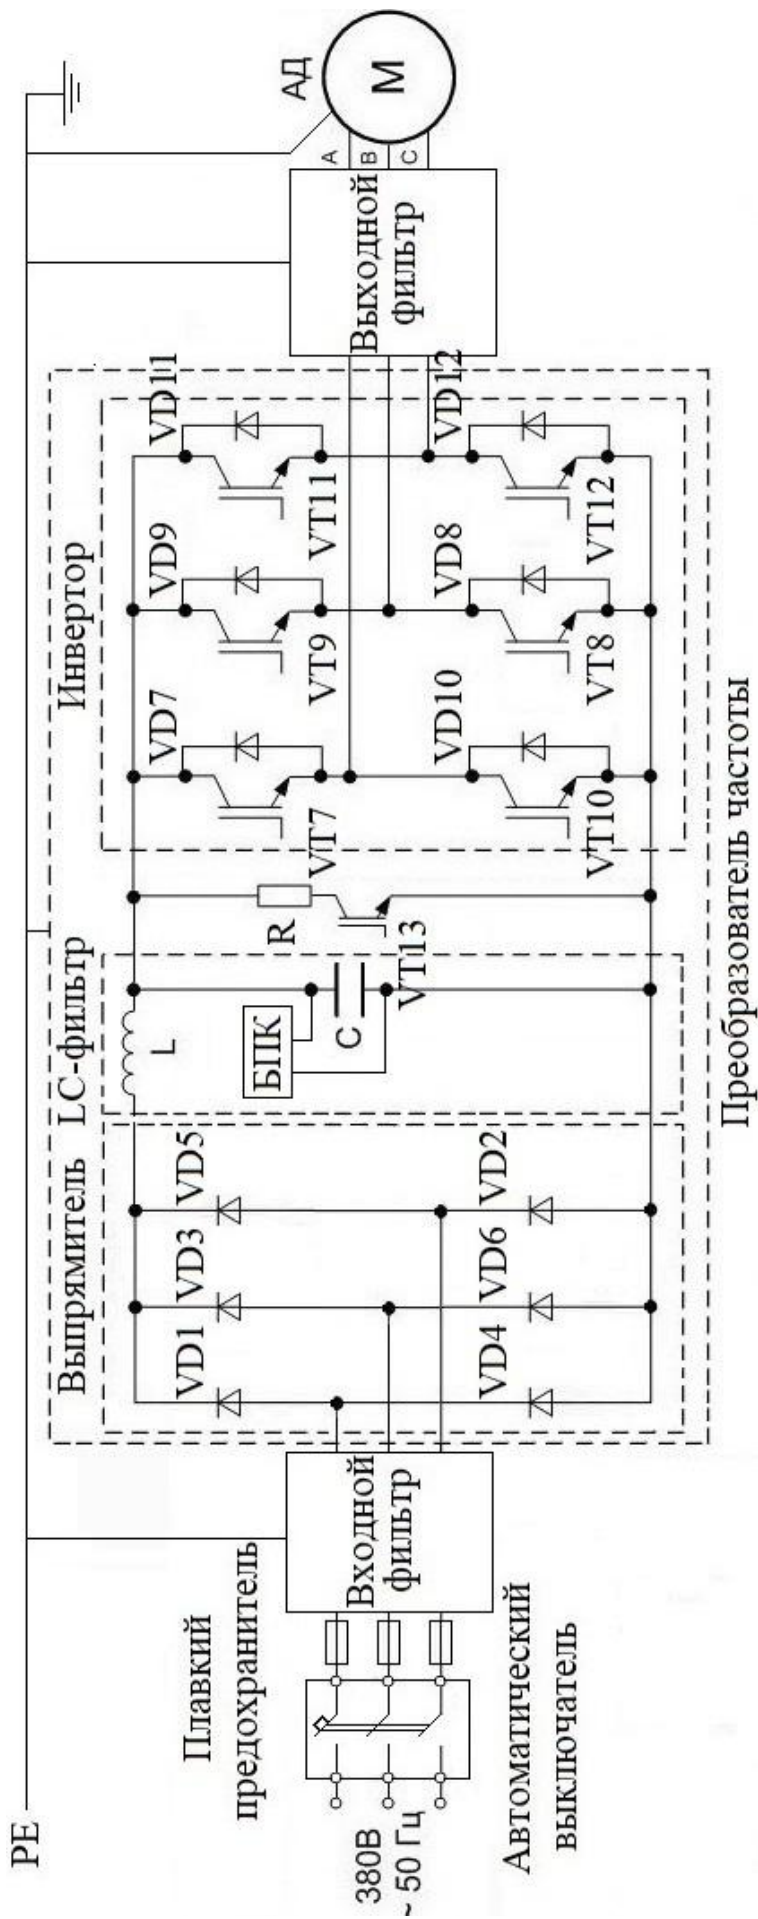 PE
380В
~ 50 Гц
Автоматический
выключатель
Плавкий
предохранитель
Входной
фильтр
Выпрямитель
VD1
VD3
VD5
VD4
VD6
VD2
LC-фильтр
L
БПК
C
R
VT13
Инвертор
VD7
VD9
VD11
VT7
VT9
VT11
VD10
VD8
VD12
VT10
VT8
VT12
Преобразователь частоты
Выходной
фильтр
A
B
C
АД
М